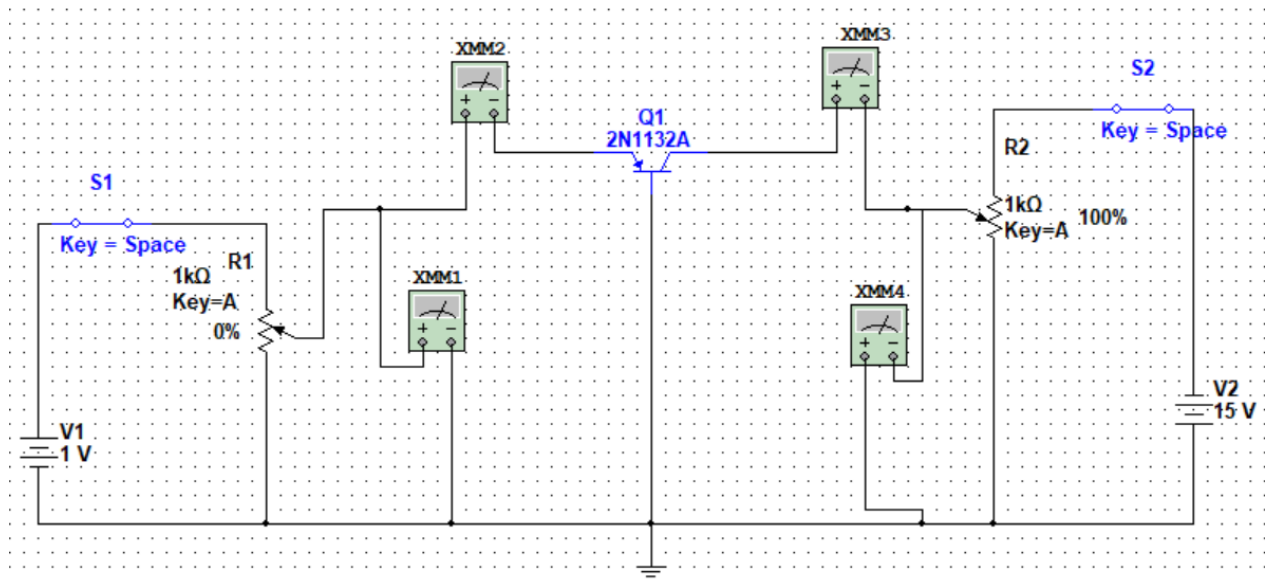 XMM2
XMM3
S2
Key = Space
Q1
2N1132A
R2
1kΩ
Key=A
100%
S1
Key = Space
R1
1kΩ
Key=A
0%
XMM1
XMM4
V1
1 V
V2
15 V
+ −
+ −
+ −
+ −